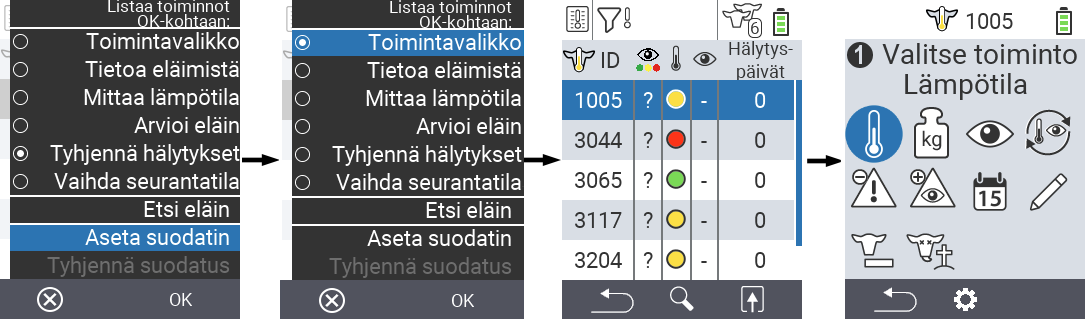 Listaa toiminnot
OK-kohtaan:
Toimintavalikko
Tietoa eläimistä
Mittaa lämpötila
Arvioi eläin
Tyhjennä hälytykset
Vaihda seurantatila
Etsi eläin
Aseta suodatin
Tyhjennä suodatus
OK
Listaa toiminnot
OK-kohtaan:
Toimintavalikko
Tietoa eläimistä
Mittaa lämpötila
Arvioi eläin
Tyhjennä hälytykset
Vaihda seurantatila
Etsi eläin
Aseta suodatin
Tyhjennä suodatus
OK
6
ID Hälytys-
päivät
1005 ? - 0
3044 ? - 0
3065 ? - 0
3117 ? - 0
3204 ? - 0
1005
1 Valitse toiminto
Lämpötila
kg
15